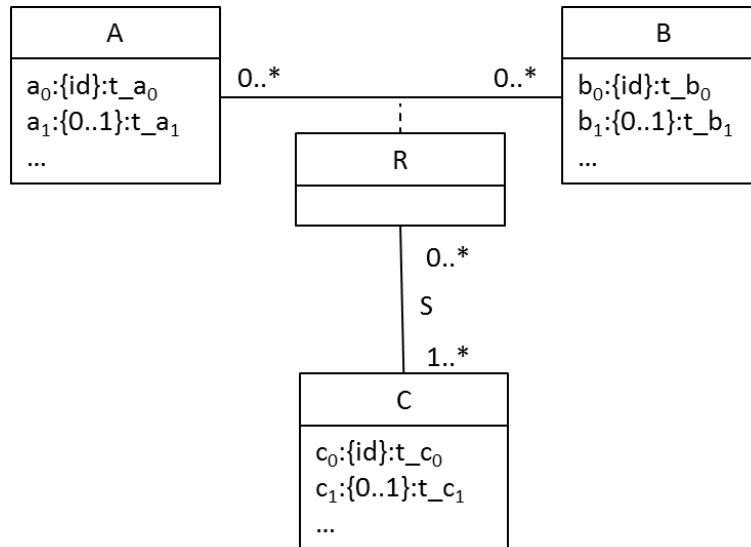 A
a₀:{id}:t_a₀
a₁:{0..1}:t_a₁
...
0..*
0..*
B
b₀:{id}:t_b₀
b₁:{0..1}:t_b₁
...
R
0..*
S
1..*
C
c₀:{id}:t_c₀
c₁:{0..1}:t_c₁
...